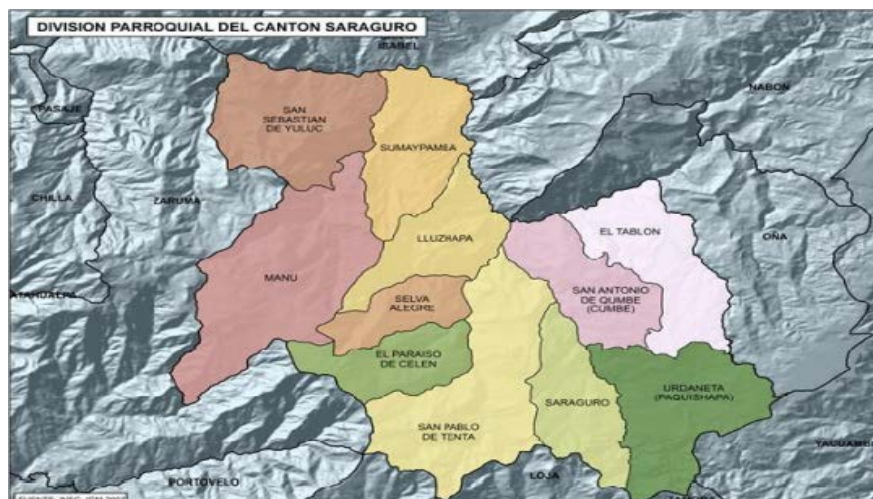 DIVISION PARROQUIAL DEL CANTON SARAGURO
ISABEL
NABON
PASAJE
SAN
SEBASTIAN
DE YULUC
SUMAYPAMBA
CHILLA
ZARUMA
EL TABLON
OÑA
LLUZHAPA
MANU
SAN ANTONIO
DE QUMBE
(CUMBE)
ATAHUALPA
SELVA
ALEGRE
EL PARAISO
DE CELEN
URDANETA
(PAQUISHAPA)
SARAGURO
SAN PABLO
DE TENTA
LOJA
PORTOVELO